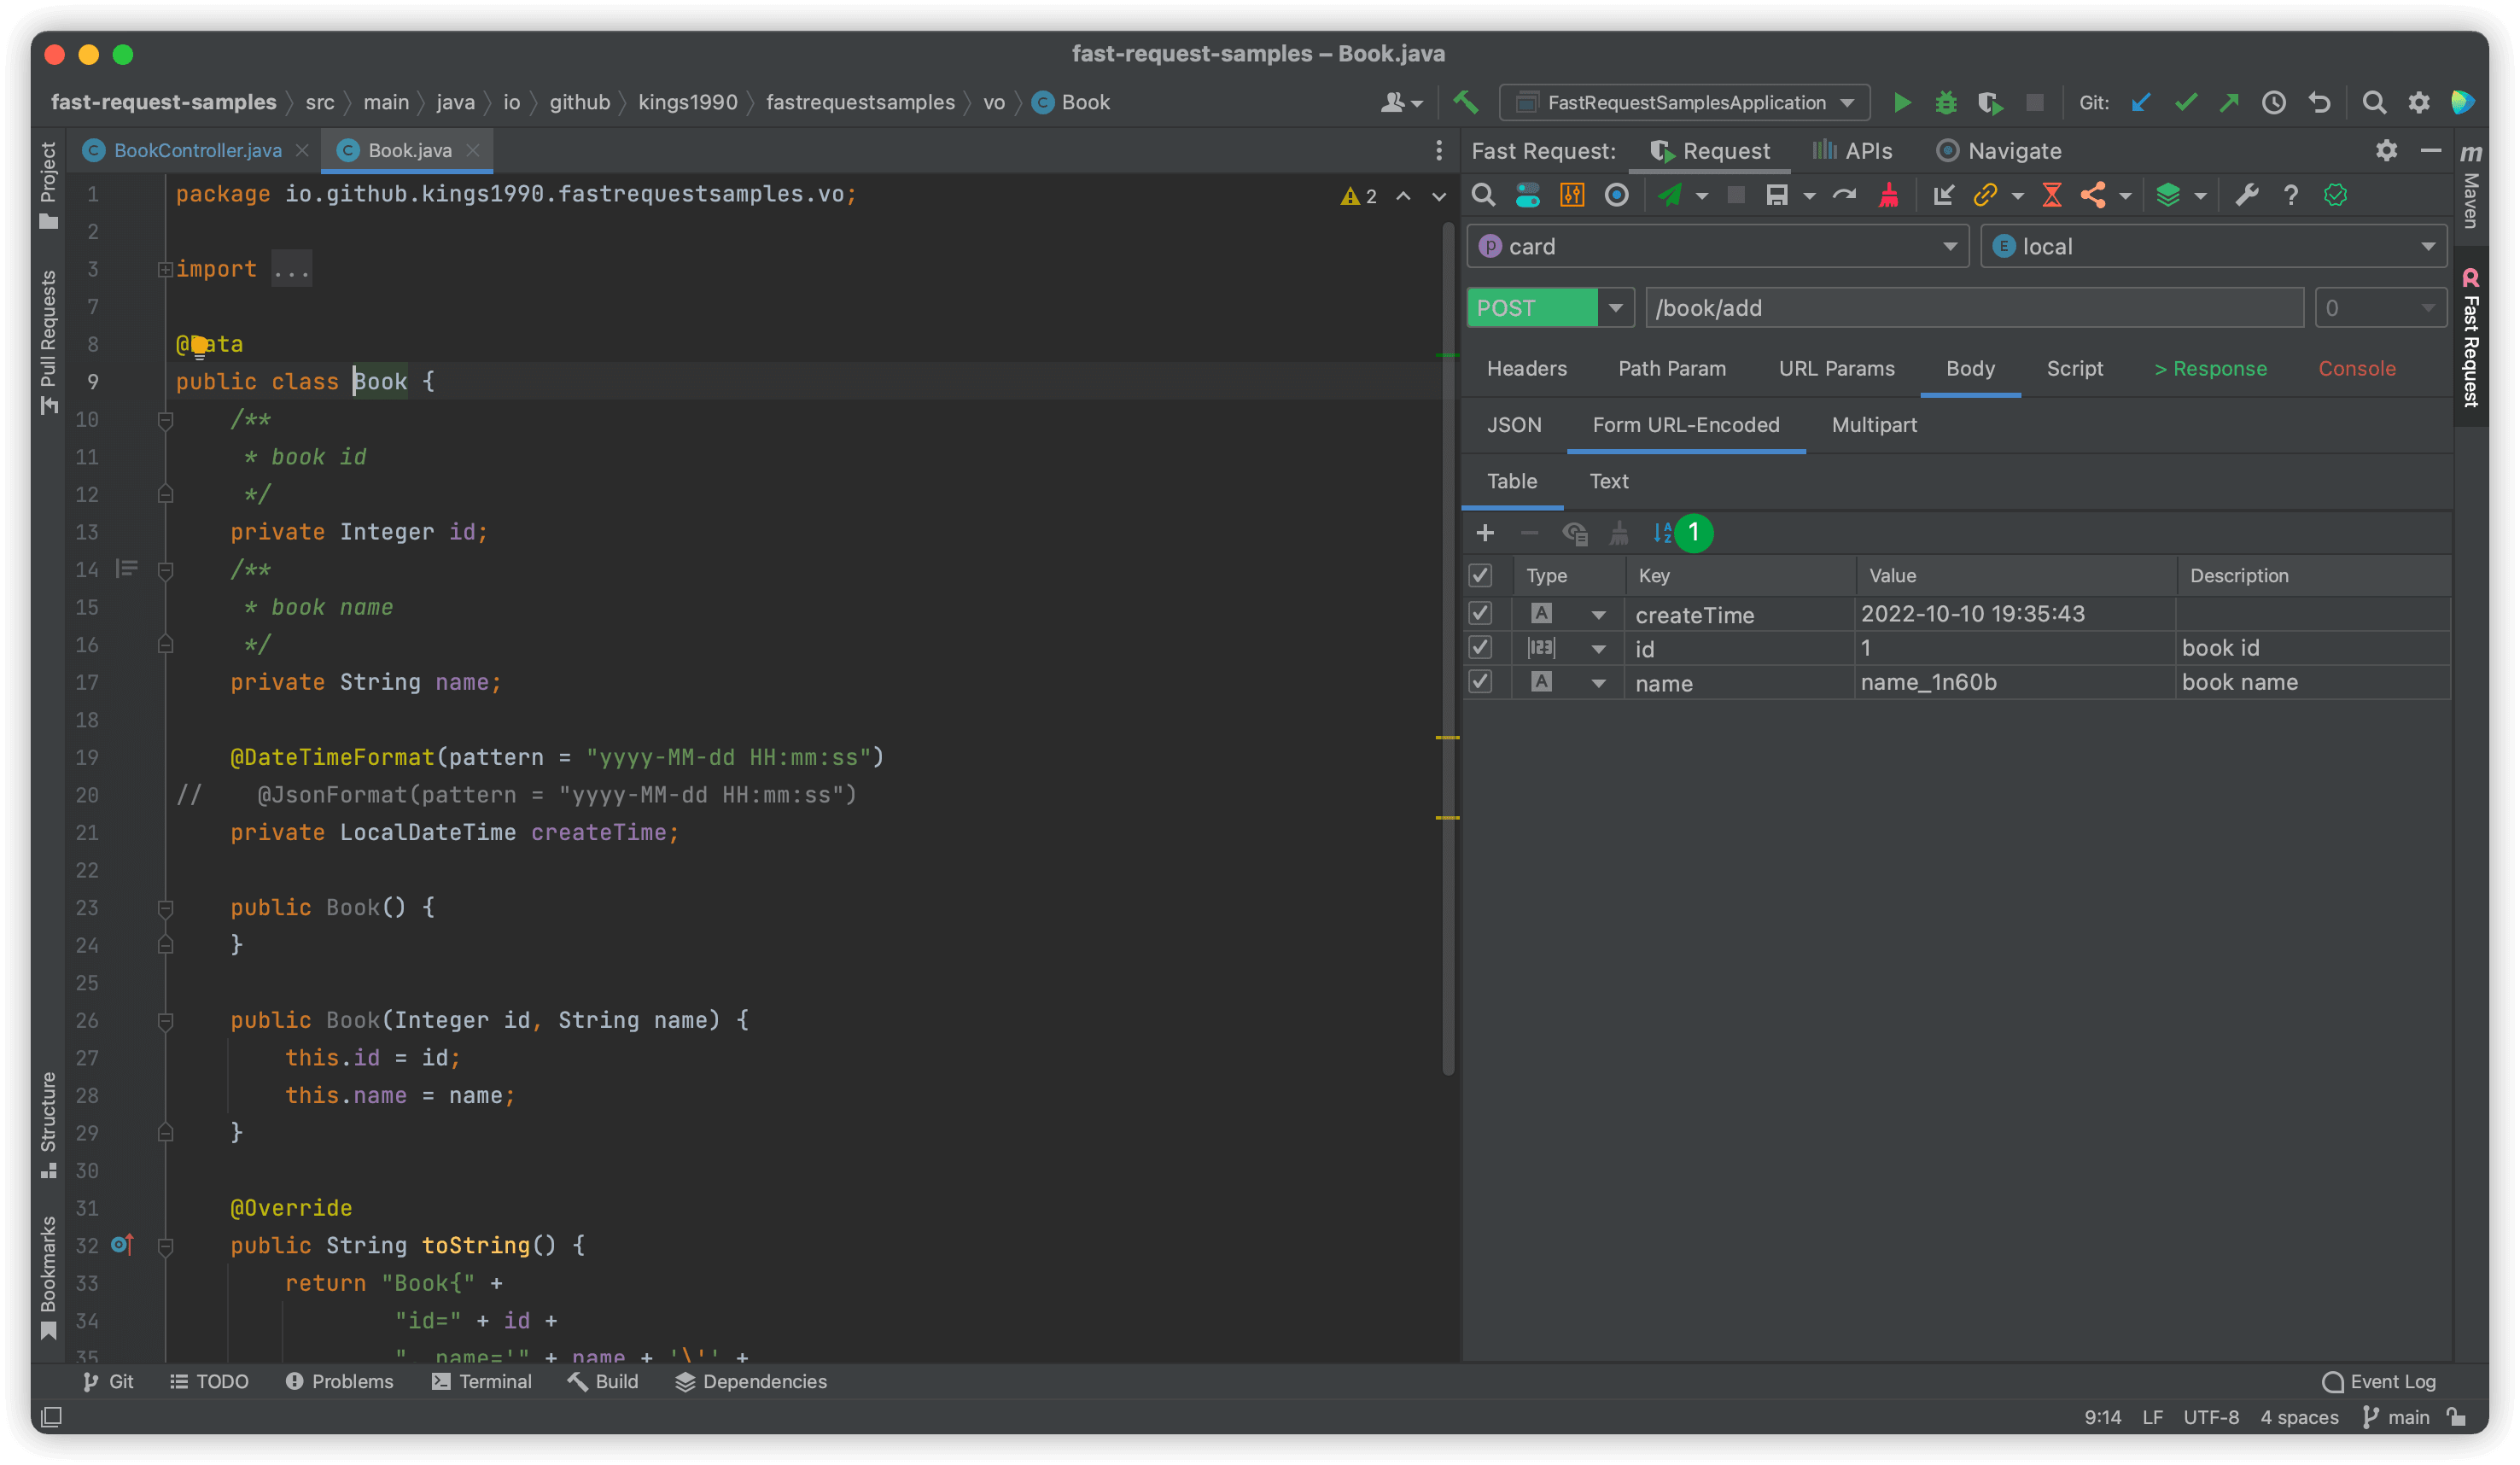 fast-request-samples – Book.java
fast-request-samples src main java io github kings1990 fastrequestsamples vo C Book
FastRequestSamplesApplication Git:
Project
Pull Requests
Structure
Bookmarks
C BookController.java
C Book.java
2
1 package io.github.kings1990.fastrequestsamples.vo;
2
3 import ...
7
8 @Data
9 public class Book {
10 /**
11 * book id
12 */
13 private Integer id;
14 /**
15 * book name
16 */
17 private String name;
18
19 @DateTimeFormat(pattern = "yyyy-MM-dd HH:mm:ss")
20 // @JsonFormat(pattern = "yyyy-MM-dd HH:mm:ss")
21 private LocalDateTime createTime;
22
23 public Book() {
24 }
25
26 public Book(Integer id, String name) {
27 this.id = id;
28 this.name = name;
29 }
30
31 @Override
32 public String toString() {
33 return "Book{" +
34 "id=" + id +
35 ", name='" + name + '\'' +
Fast Request: Request APIs Navigate
p card
E local
POST /book/add 0
Headers Path Param URL Params Body Script > Response Console
JSON Form URL-Encoded Multipart
Table Text
1
Type Key Value Description
A createTime 2022-10-10 19:35:43
123 id 1 book id
A name name_1n60b book name
m Maven
Fast Request
Git TODO Problems Terminal Build Dependencies Event Log
9:14 LF UTF-8 4 spaces main